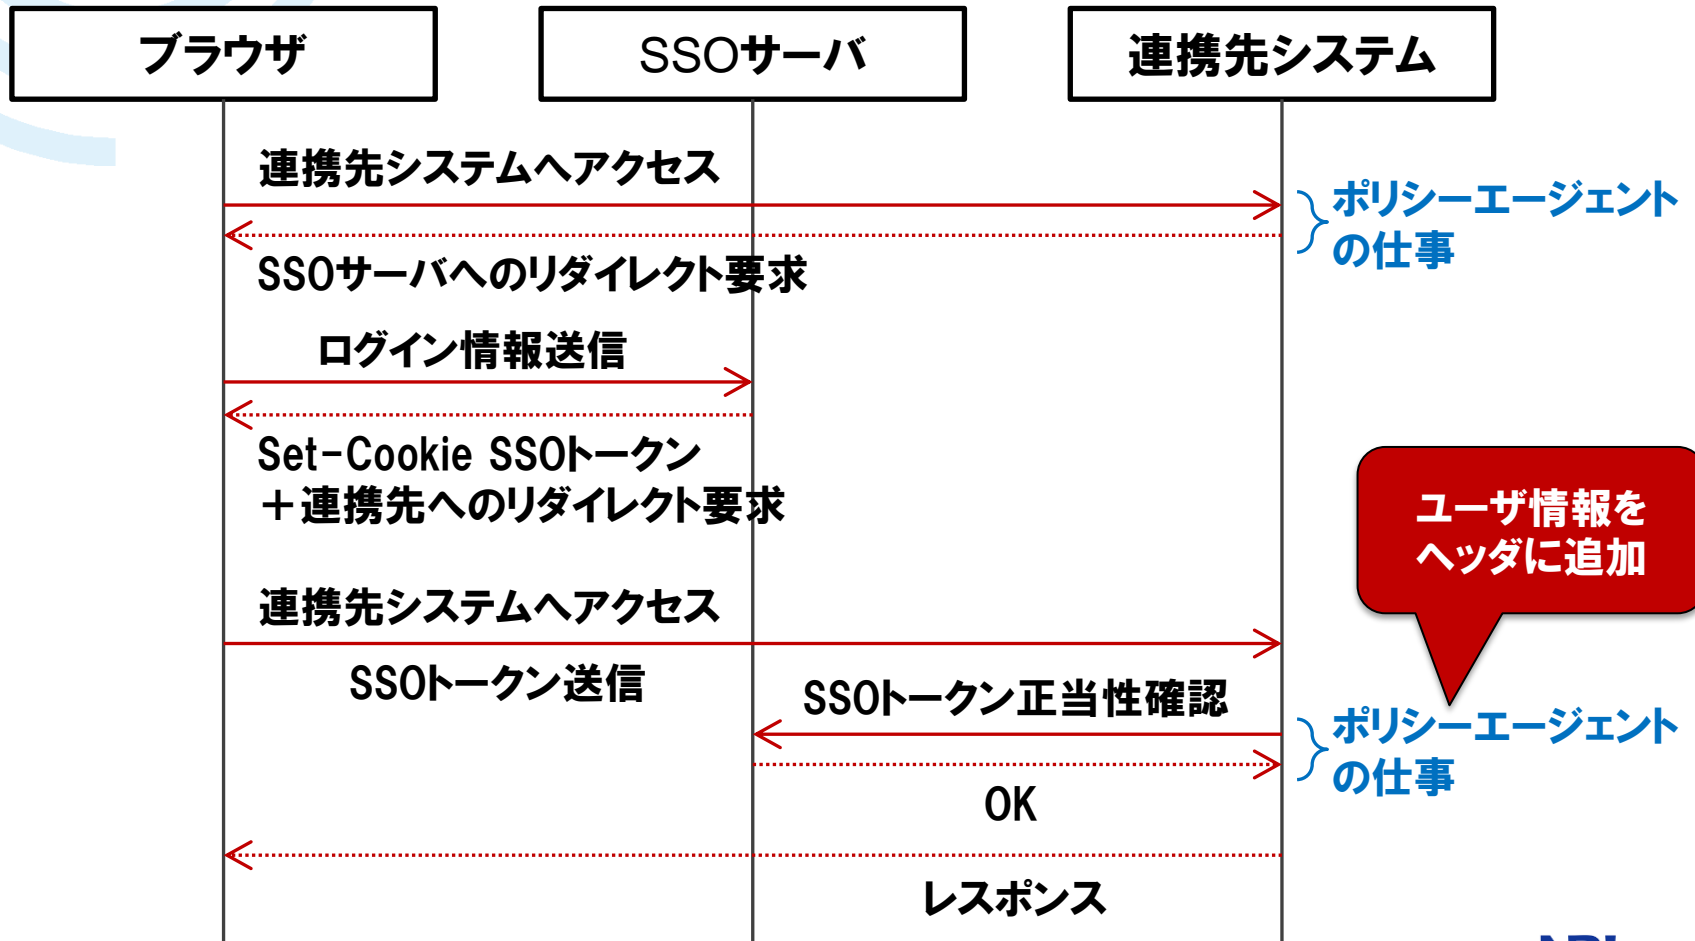 ブラウザ
SSOサーバ
連携先システム
連携先システムへアクセス
ポリシーエージェント
の仕事
SSOサーバへのリダイレクト要求
ログイン情報送信
Set-Cookie SSOトークン
＋連携先へのリダイレクト要求
ユーザ情報を
ヘッダに追加
連携先システムへアクセス
SSOトークン送信
SSOトークン正当性確認
ポリシーエージェント
の仕事
OK
レスポンス